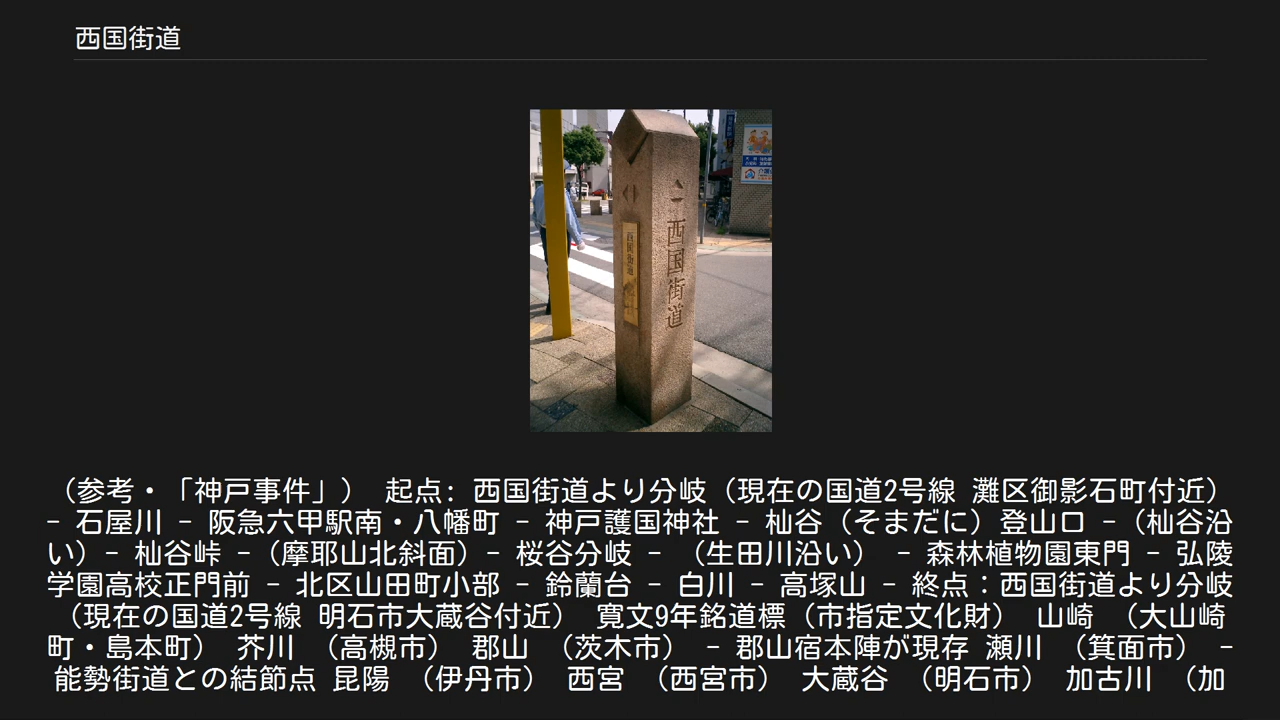 西国街道
西国街道
西国街道
（参考・「神戸事件」） 起点: 西国街道より分岐（現在の国道2号線 灘区御影石町付近）
- 石屋川 - 阪急六甲駅南・八幡町 - 神戸護国神社 - 杣谷（そまだに）登山口 -（杣谷沿
い）- 杣谷峠 -（摩耶山北斜面）- 桜谷分岐 - （生田川沿い） - 森林植物園東門 - 弘陵
学園高校正門前 - 北区山田町小部 - 鈴蘭台 - 白川 - 高塚山 - 終点：西国街道より分岐
（現在の国道2号線 明石市大蔵谷付近） 寛文9年銘道標（市指定文化財） 山崎 （大山崎
町・島本町） 芥川 （高槻市） 郡山 （茨木市） - 郡山宿本陣が現存 瀬川 （箕面市） -
能勢街道との結節点 昆陽 （伊丹市） 西宮 （西宮市） 大蔵谷 （明石市） 加古川 （加